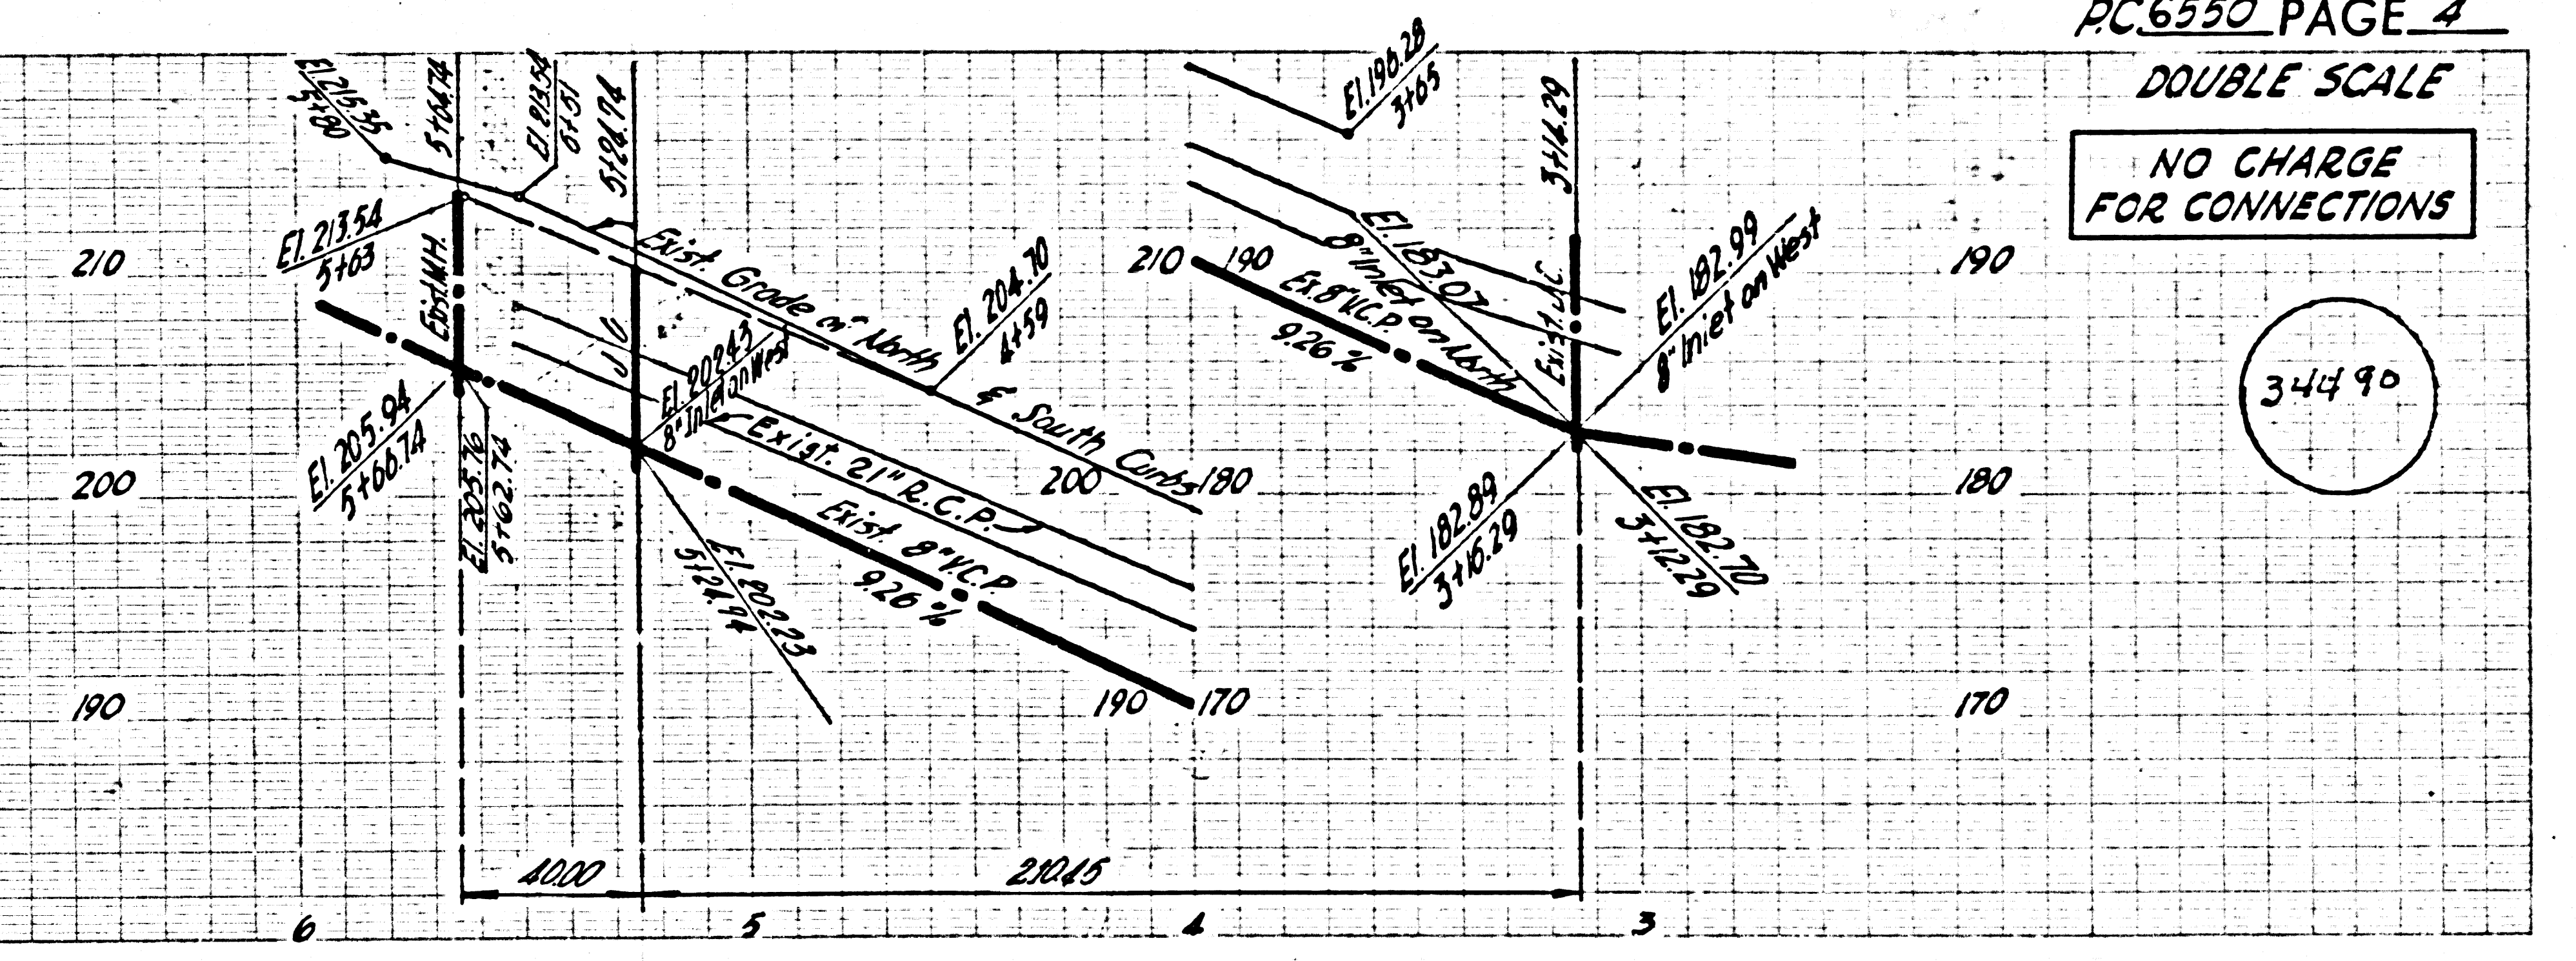 P.C. 6550 PAGE 4
DOUBLE SCALE
NO CHARGE
FOR CONNECTIONS
34490
El. 215.35
5+80
5+64.74
El. 213.54
5+51
5+24.74
El. 196.28
3+65
3+14.29
El. 213.54
5+63
Exist. M.H.
210
Exist. Grade on North
& South Curbs
El. 204.70
4+59
210 190
Ex. 8" V.C.P.
9.26 %
El. 183.07
8" Inlet on North
El. 182.99
8" Inlet on West
190
El. 202.43
8" Inlet on West
El. 205.94
5+66.74
El. 205.76
5+62.74
200
Exist. 21" R.C.P.
200 180
180
Exist 8" V.C.P.
9.26 %
El. 202.23
5+24.74
El. 182.89
3+16.29
El. 182.70
3+12.29
190
190 170
170
40.00
210.45
6 5 4 3